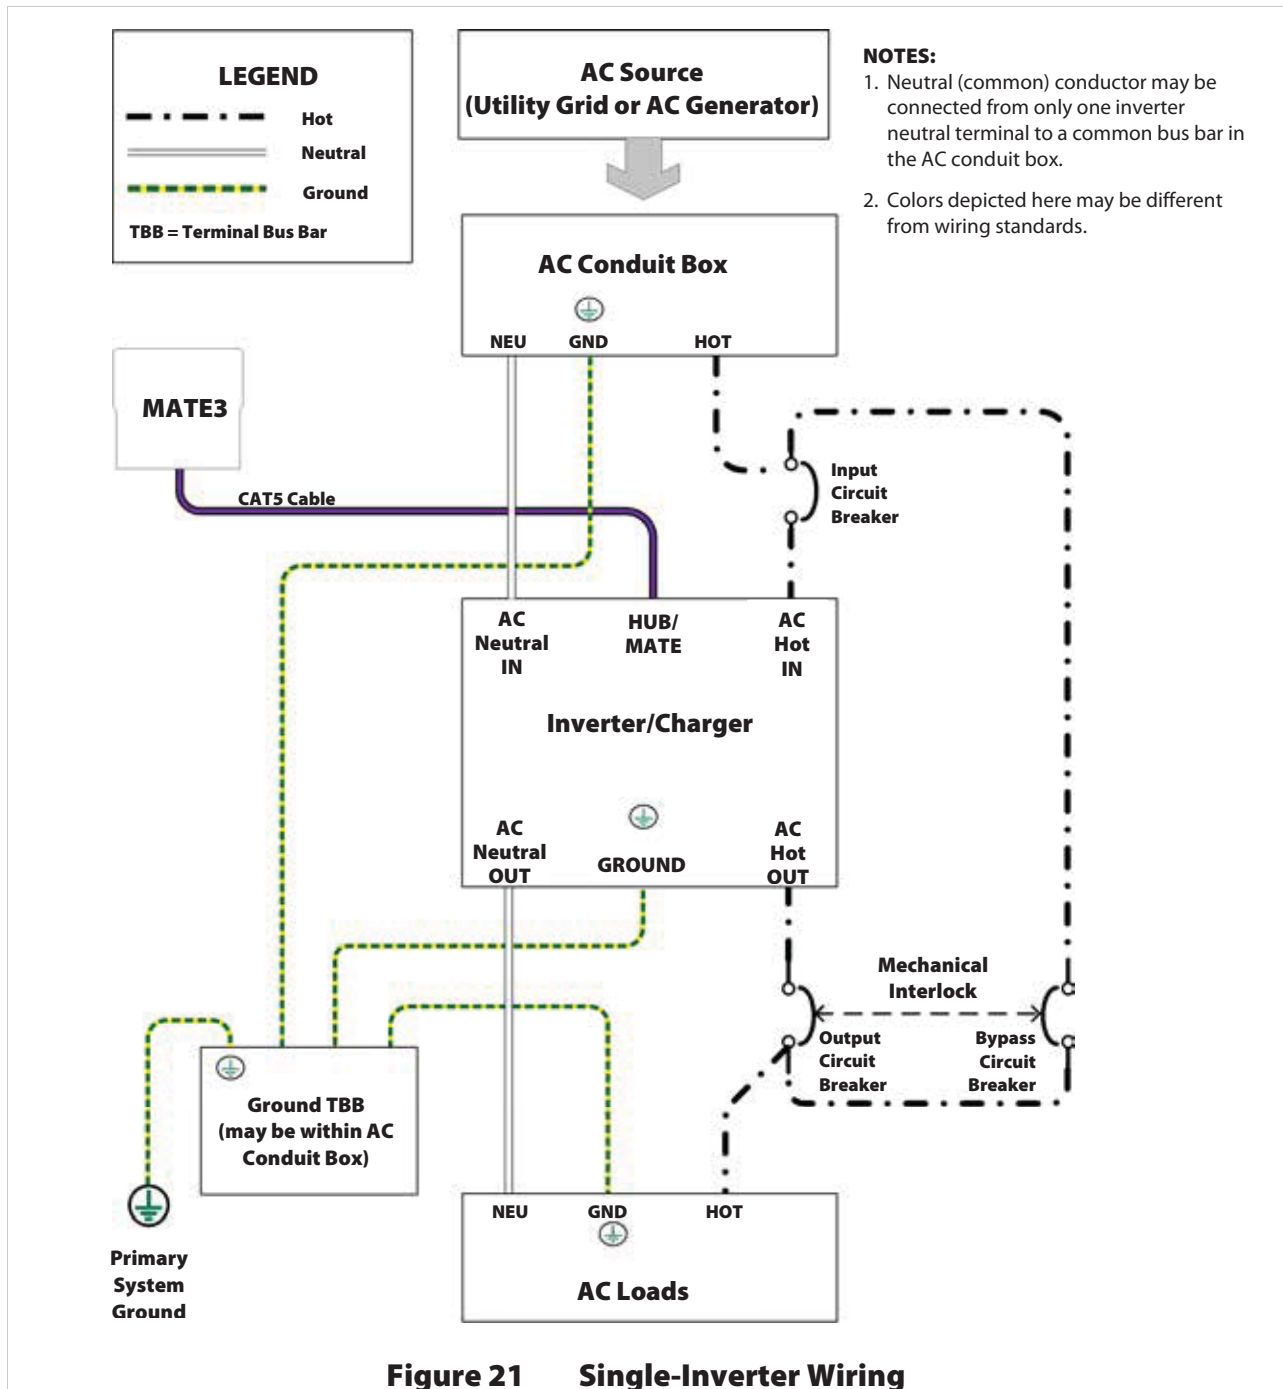 LEGEND
Hot
Neutral
Ground
TBB = Terminal Bus Bar
AC Source
(Utility Grid or AC Generator)
NOTES:
1. Neutral (common) conductor may be
connected from only one inverter
neutral terminal to a common bus bar in
the AC conduit box.
2. Colors depicted here may be different
from wiring standards.
AC Conduit Box
NEU
GND
HOT
MATE3
CAT5 Cable
Input
Circuit
Breaker
AC
Neutral
IN
HUB/
MATE
AC
Hot
IN
Inverter/Charger
AC
Neutral
OUT
GROUND
AC
Hot
OUT
Mechanical
Interlock
Output
Circuit
Breaker
Bypass
Circuit
Breaker
Ground TBB
(may be within AC
Conduit Box)
Primary
System
Ground
NEU
GND
HOT
AC Loads
Figure 21 Single-Inverter Wiring